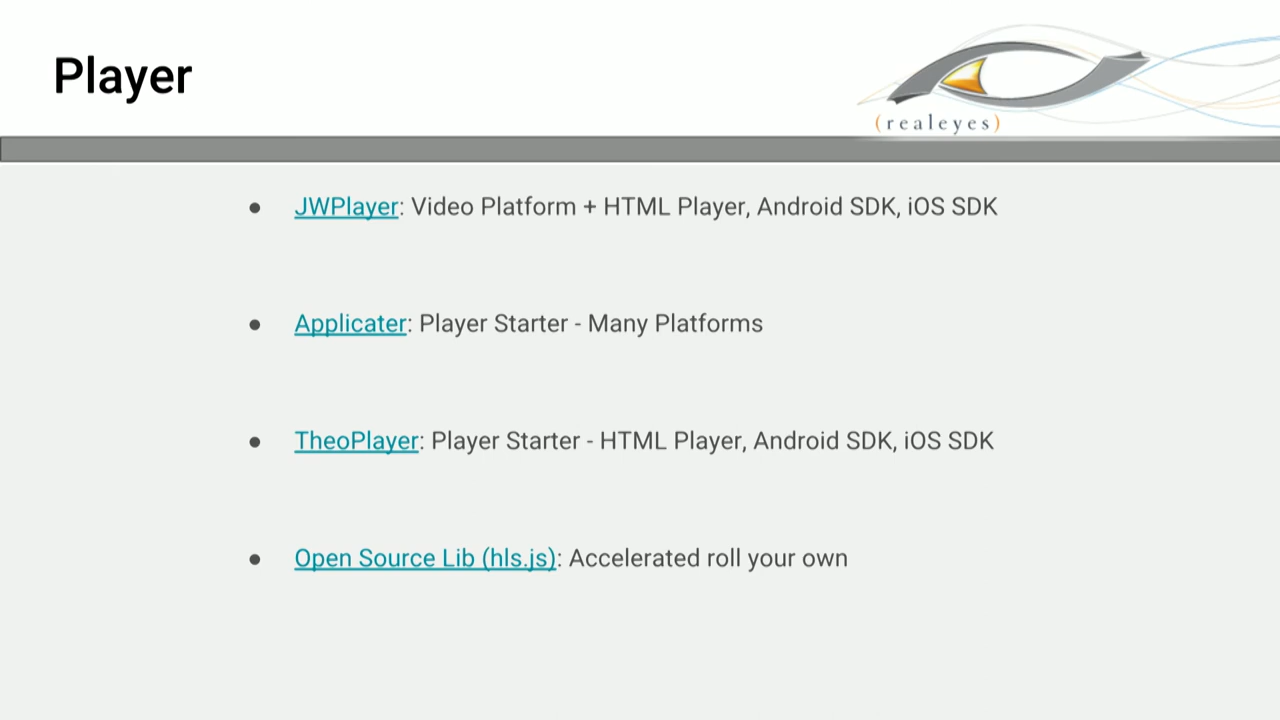 Player
(realeyes)
JWPlayer: Video Platform + HTML Player, Android SDK, iOS SDK
Applicater: Player Starter - Many Platforms
TheoPlayer: Player Starter - HTML Player, Android SDK, iOS SDK
Open Source Lib (hls.js): Accelerated roll your own